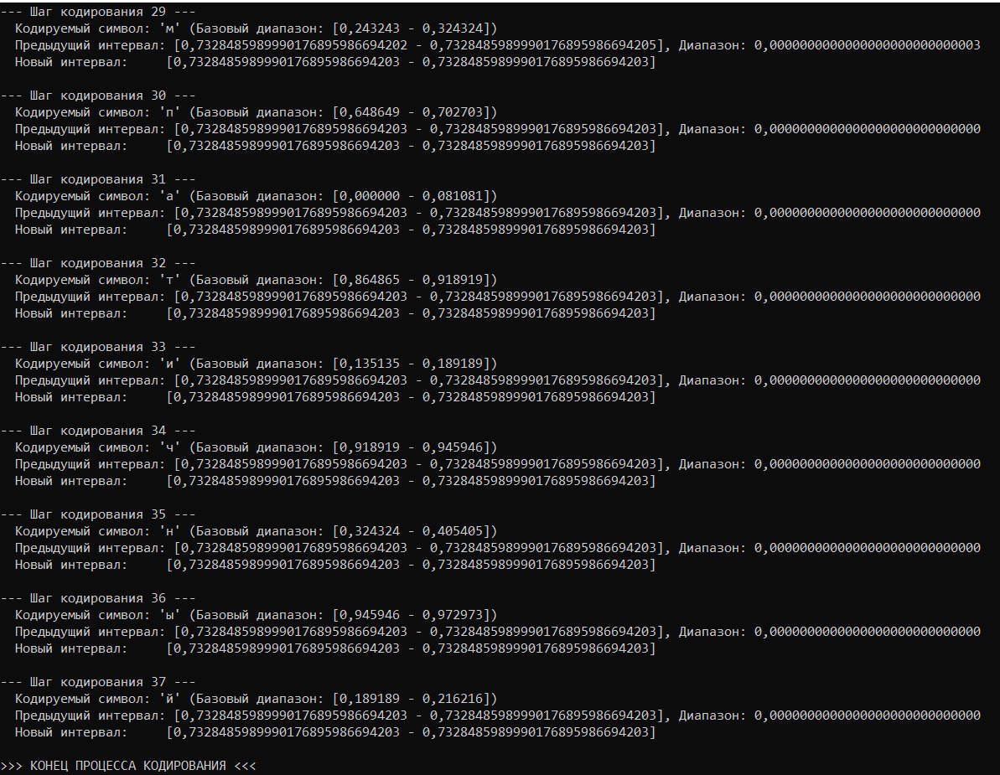 --- Шаг кодирования 29 ---
Кодируемый символ: 'м' (Базовый диапазон: [0,243243 - 0,324324])
Предыдущий интервал: [0,7328485989990176895986694202 - 0,7328485989990176895986694205], Диапазон: 0,0000000000000000000000000003
Новый интервал: [0,7328485989990176895986694203 - 0,7328485989990176895986694203]
--- Шаг кодирования 30 ---
Кодируемый символ: 'п' (Базовый диапазон: [0,648649 - 0,702703])
Предыдущий интервал: [0,7328485989990176895986694203 - 0,7328485989990176895986694203], Диапазон: 0,0000000000000000000000000000
Новый интервал: [0,7328485989990176895986694203 - 0,7328485989990176895986694203]
--- Шаг кодирования 31 ---
Кодируемый символ: 'а' (Базовый диапазон: [0,000000 - 0,081081])
Предыдущий интервал: [0,7328485989990176895986694203 - 0,7328485989990176895986694203], Диапазон: 0,0000000000000000000000000000
Новый интервал: [0,7328485989990176895986694203 - 0,7328485989990176895986694203]
--- Шаг кодирования 32 ---
Кодируемый символ: 'т' (Базовый диапазон: [0,864865 - 0,918919])
Предыдущий интервал: [0,7328485989990176895986694203 - 0,7328485989990176895986694203], Диапазон: 0,0000000000000000000000000000
Новый интервал: [0,7328485989990176895986694203 - 0,7328485989990176895986694203]
--- Шаг кодирования 33 ---
Кодируемый символ: 'и' (Базовый диапазон: [0,135135 - 0,189189])
Предыдущий интервал: [0,7328485989990176895986694203 - 0,7328485989990176895986694203], Диапазон: 0,0000000000000000000000000000
Новый интервал: [0,7328485989990176895986694203 - 0,7328485989990176895986694203]
--- Шаг кодирования 34 ---
Кодируемый символ: 'ч' (Базовый диапазон: [0,918919 - 0,945946])
Предыдущий интервал: [0,7328485989990176895986694203 - 0,7328485989990176895986694203], Диапазон: 0,0000000000000000000000000000
Новый интервал: [0,7328485989990176895986694203 - 0,7328485989990176895986694203]
--- Шаг кодирования 35 ---
Кодируемый символ: 'н' (Базовый диапазон: [0,324324 - 0,405405])
Предыдущий интервал: [0,7328485989990176895986694203 - 0,7328485989990176895986694203], Диапазон: 0,0000000000000000000000000000
Новый интервал: [0,7328485989990176895986694203 - 0,7328485989990176895986694203]
--- Шаг кодирования 36 ---
Кодируемый символ: 'ы' (Базовый диапазон: [0,945946 - 0,972973])
Предыдущий интервал: [0,7328485989990176895986694203 - 0,7328485989990176895986694203], Диапазон: 0,0000000000000000000000000000
Новый интервал: [0,7328485989990176895986694203 - 0,7328485989990176895986694203]
--- Шаг кодирования 37 ---
Кодируемый символ: 'й' (Базовый диапазон: [0,189189 - 0,216216])
Предыдущий интервал: [0,7328485989990176895986694203 - 0,7328485989990176895986694203], Диапазон: 0,0000000000000000000000000000
Новый интервал: [0,7328485989990176895986694203 - 0,7328485989990176895986694203]
>>> КОНЕЦ ПРОЦЕССА КОДИРОВАНИЯ <<<